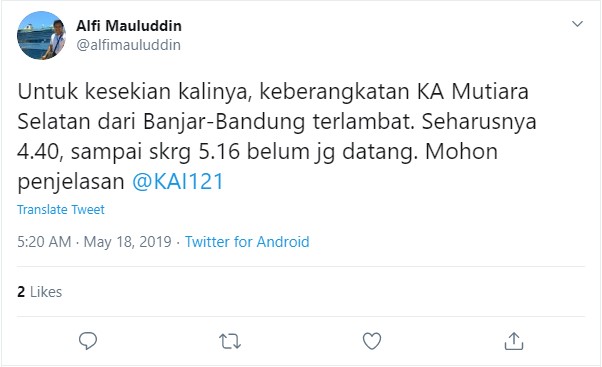 Alfi Mauluddin
@alfimauluddin
Untuk kesekian kalinya, keberangkatan KA Mutiara
Selatan dari Banjar-Bandung terlambat. Seharusnya
4.40, sampai skrg 5.16 belum jg datang. Mohon
penjelasan @KAI121
Translate Tweet
5:20 AM · May 18, 2019 · Twitter for Android
2 Likes